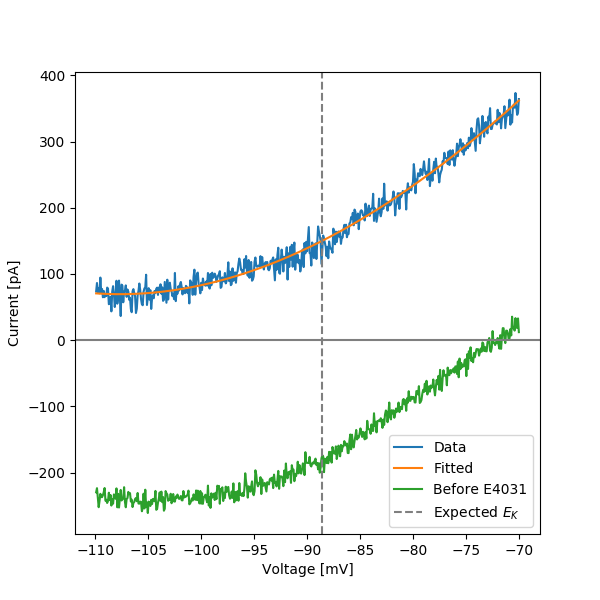 400
300
200
100
0
−100
−200
Current [pA]
−110 −105 −100 −95 −90 −85 −80 −75 −70
Voltage [mV]
Data
Fitted
Before E4031
Expected E_K